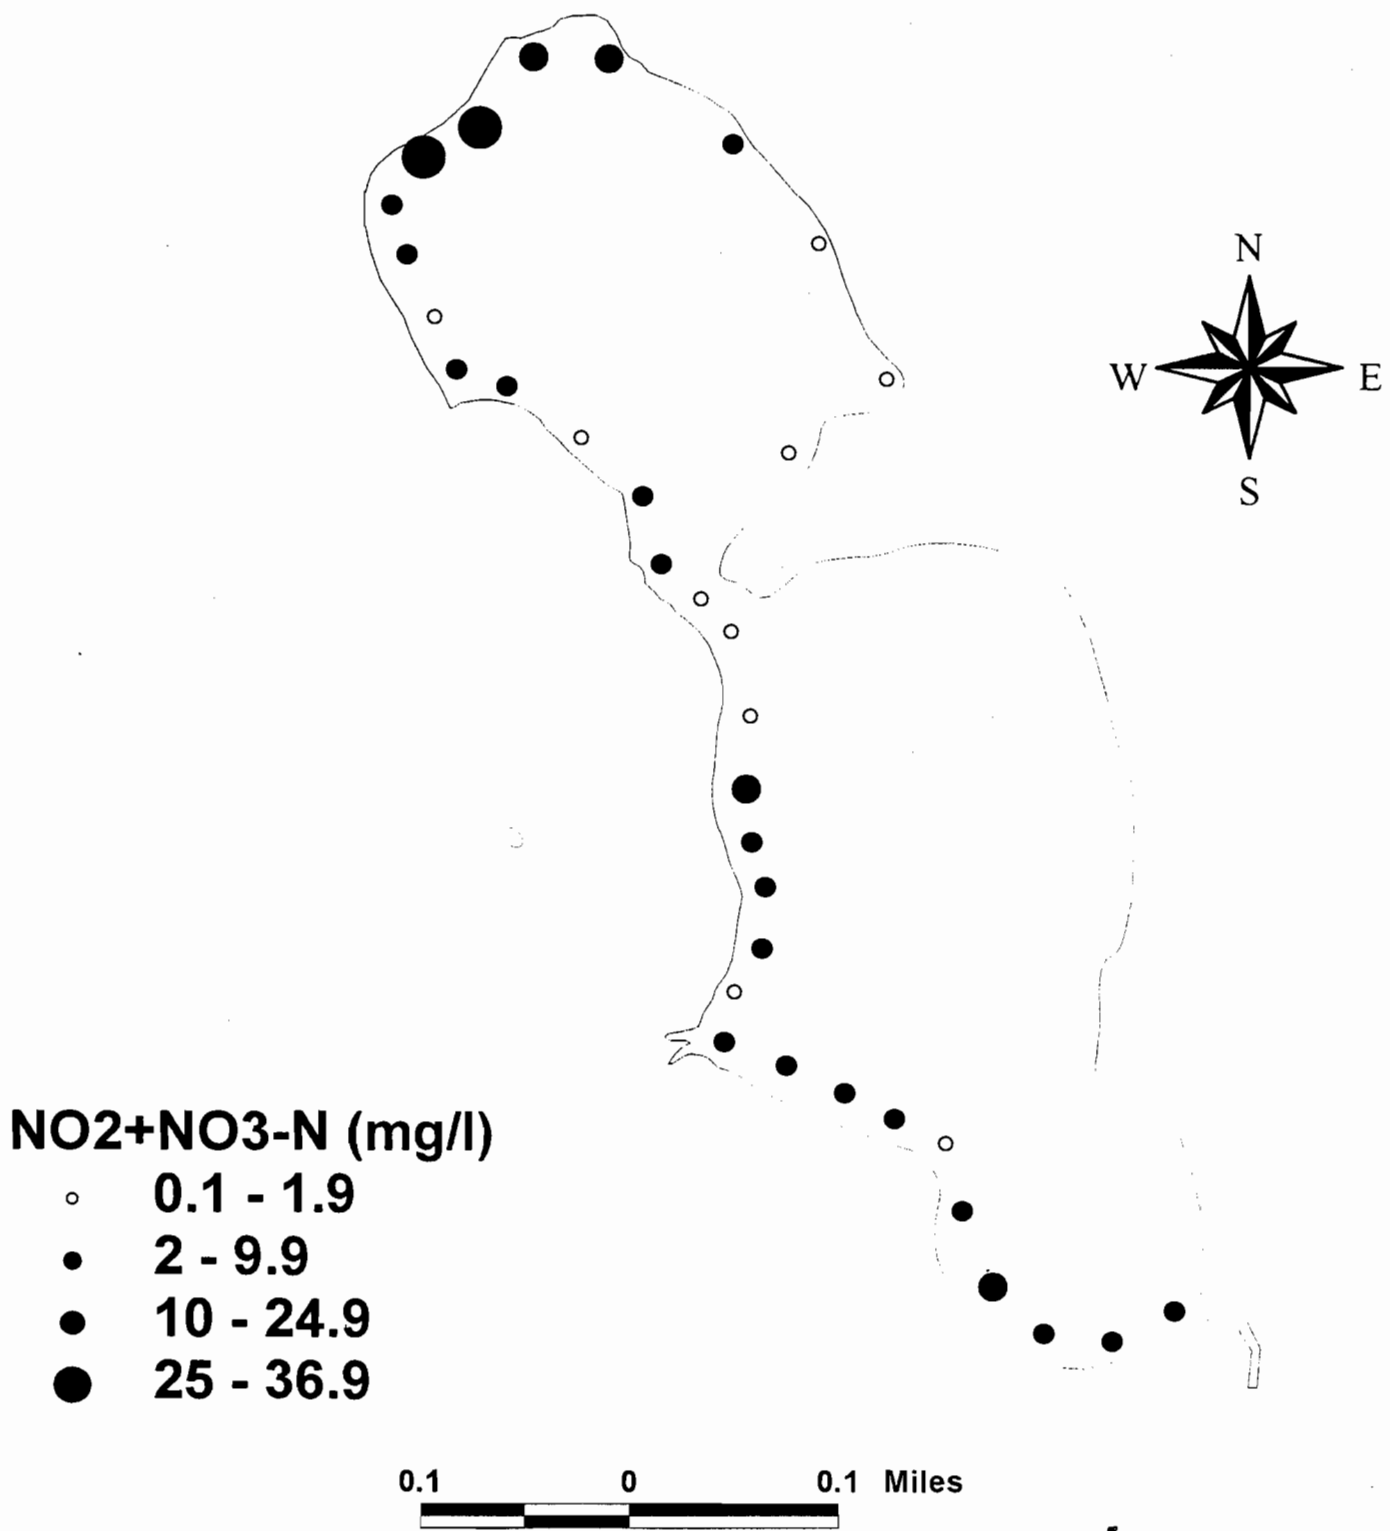 N
W E
S
NO2+NO3-N (mg/l)
0.1 - 1.9
2 - 9.9
10 - 24.9
25 - 36.9
0.1 0 0.1 Miles